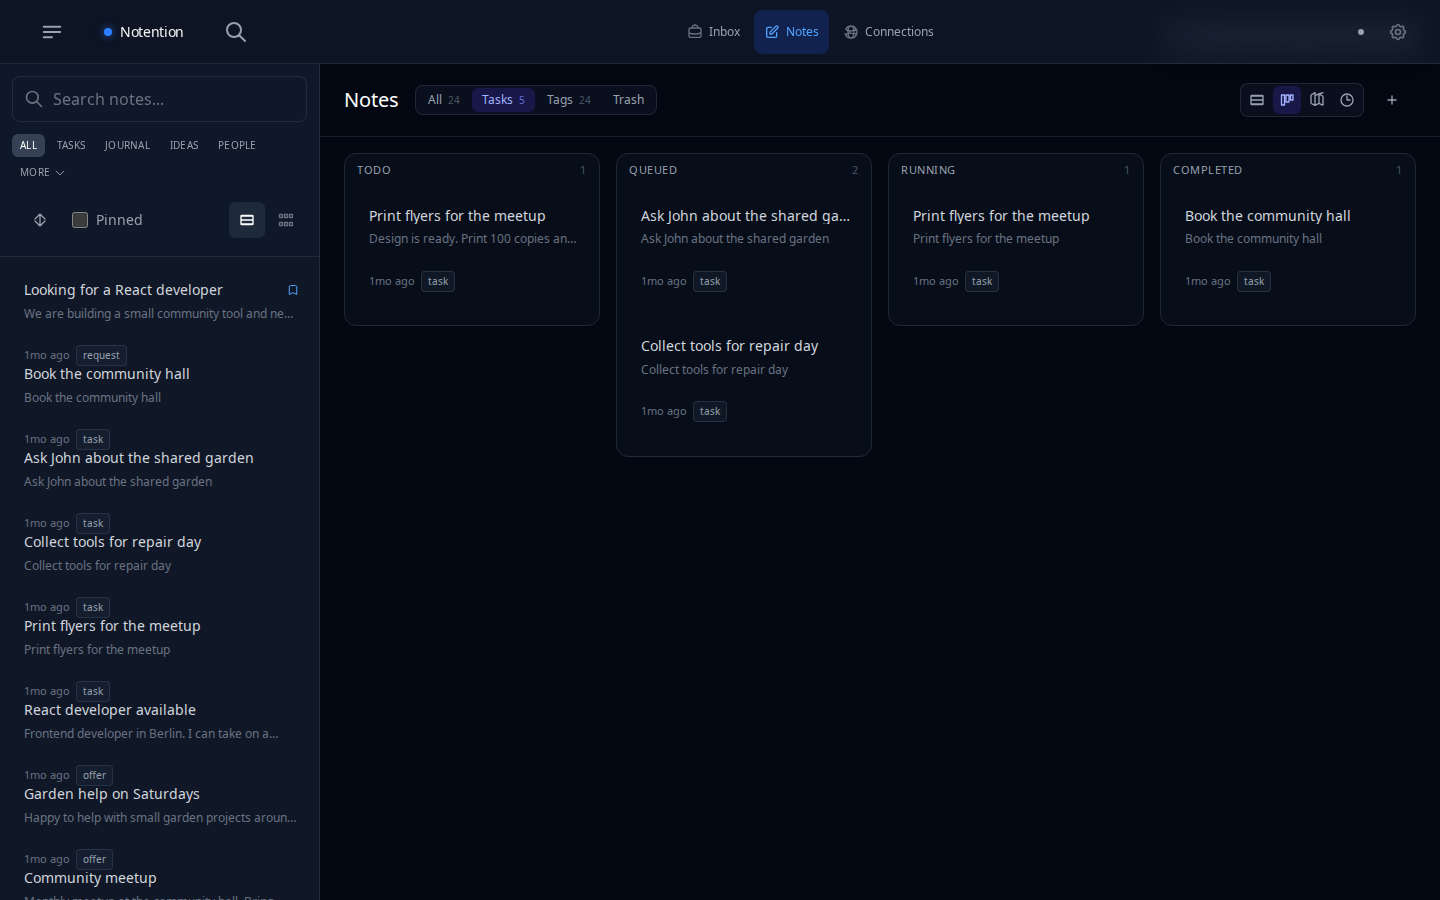 Notention
Inbox
Notes
Connections
Search notes...
ALL
TASKS
JOURNAL
IDEAS
PEOPLE
MORE
Pinned
Looking for a React developer
We are building a small community tool and ne...
1mo ago
request
Book the community hall
Book the community hall
1mo ago
task
Ask John about the shared garden
Ask John about the shared garden
1mo ago
task
Collect tools for repair day
Collect tools for repair day
1mo ago
task
Print flyers for the meetup
Print flyers for the meetup
1mo ago
task
React developer available
Frontend developer in Berlin. I can take on a...
1mo ago
offer
Garden help on Saturdays
Happy to help with small garden projects aroun...
1mo ago
offer
Community meetup
Notes
All 24
Tasks 5
Tags 24
Trash
TODO 1
Print flyers for the meetup
Design is ready. Print 100 copies an...
1mo ago
task
QUEUED 2
Ask John about the shared ga...
Ask John about the shared garden
1mo ago
task
Collect tools for repair day
Collect tools for repair day
1mo ago
task
RUNNING 1
Print flyers for the meetup
Print flyers for the meetup
1mo ago
task
COMPLETED 1
Book the community hall
Book the community hall
1mo ago
task